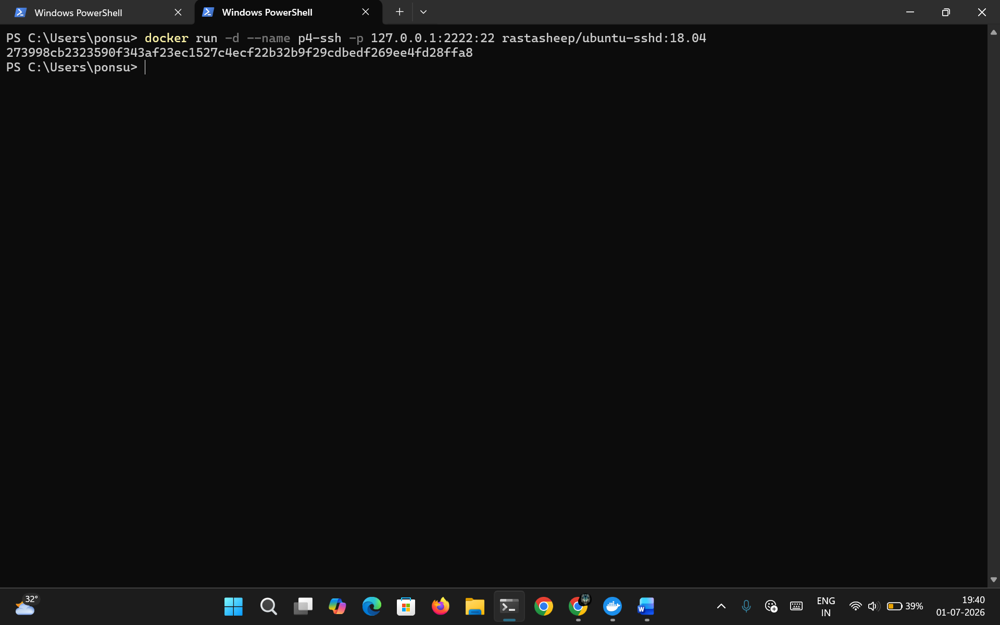 Windows PowerShell
Windows PowerShell
PS C:\Users\ponsu> docker run -d --name p4-ssh -p 127.0.0.1:2222:22 rastasheep/ubuntu-sshd:18.04
273998cb2323590f343af23ec1527c4ecf22b32b9f29cdbedf269ee4fd28ffa8
PS C:\Users\ponsu>
32°
W
ENG
IN
39%
19:40
01-07-2026